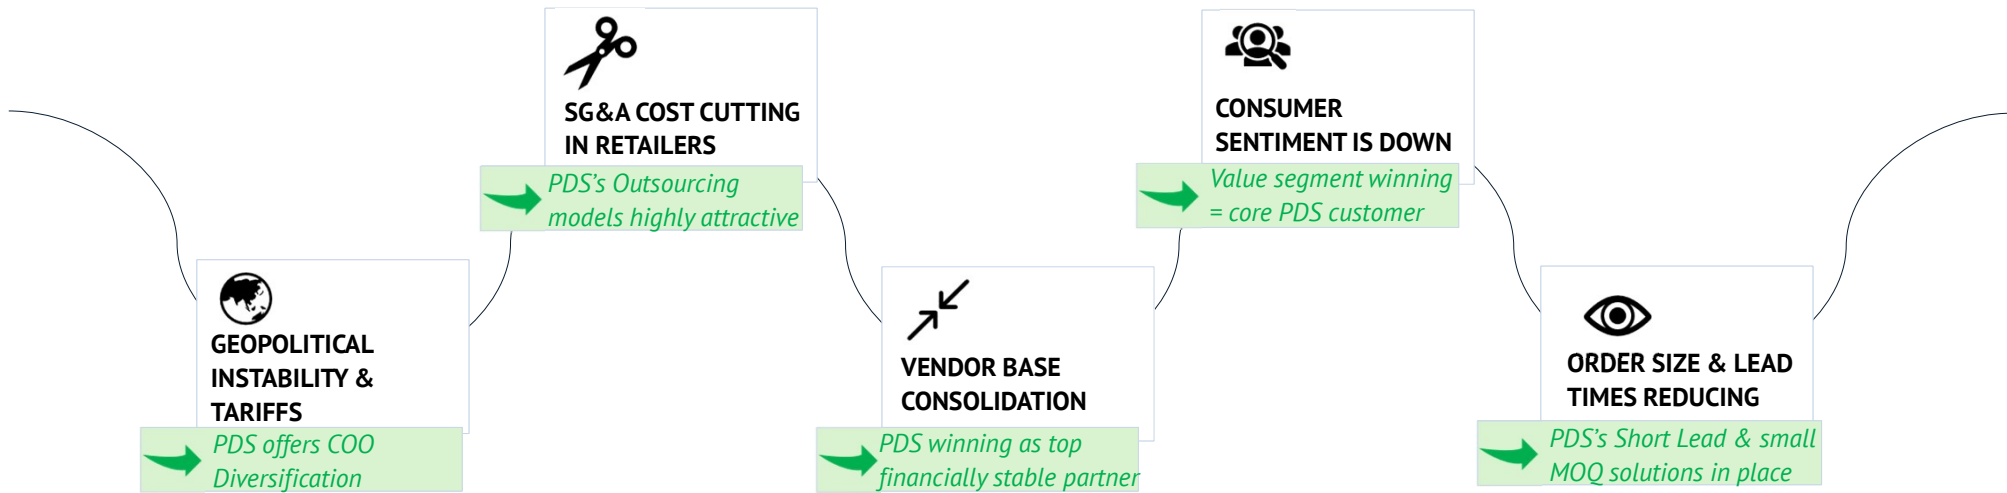 GEOPOLITICAL
INSTABILITY &
TARIFFS
PDS offers COO
Diversification
SG&A COST CUTTING
IN RETAILERS
PDS's Outsourcing
models highly attractive
VENDOR BASE
CONSOLIDATION
PDS winning as top
financially stable partner
CONSUMER
SENTIMENT IS DOWN
Value segment winning
= core PDS customer
ORDER SIZE & LEAD
TIMES REDUCING
PDS's Short Lead & small
MOQ solutions in place